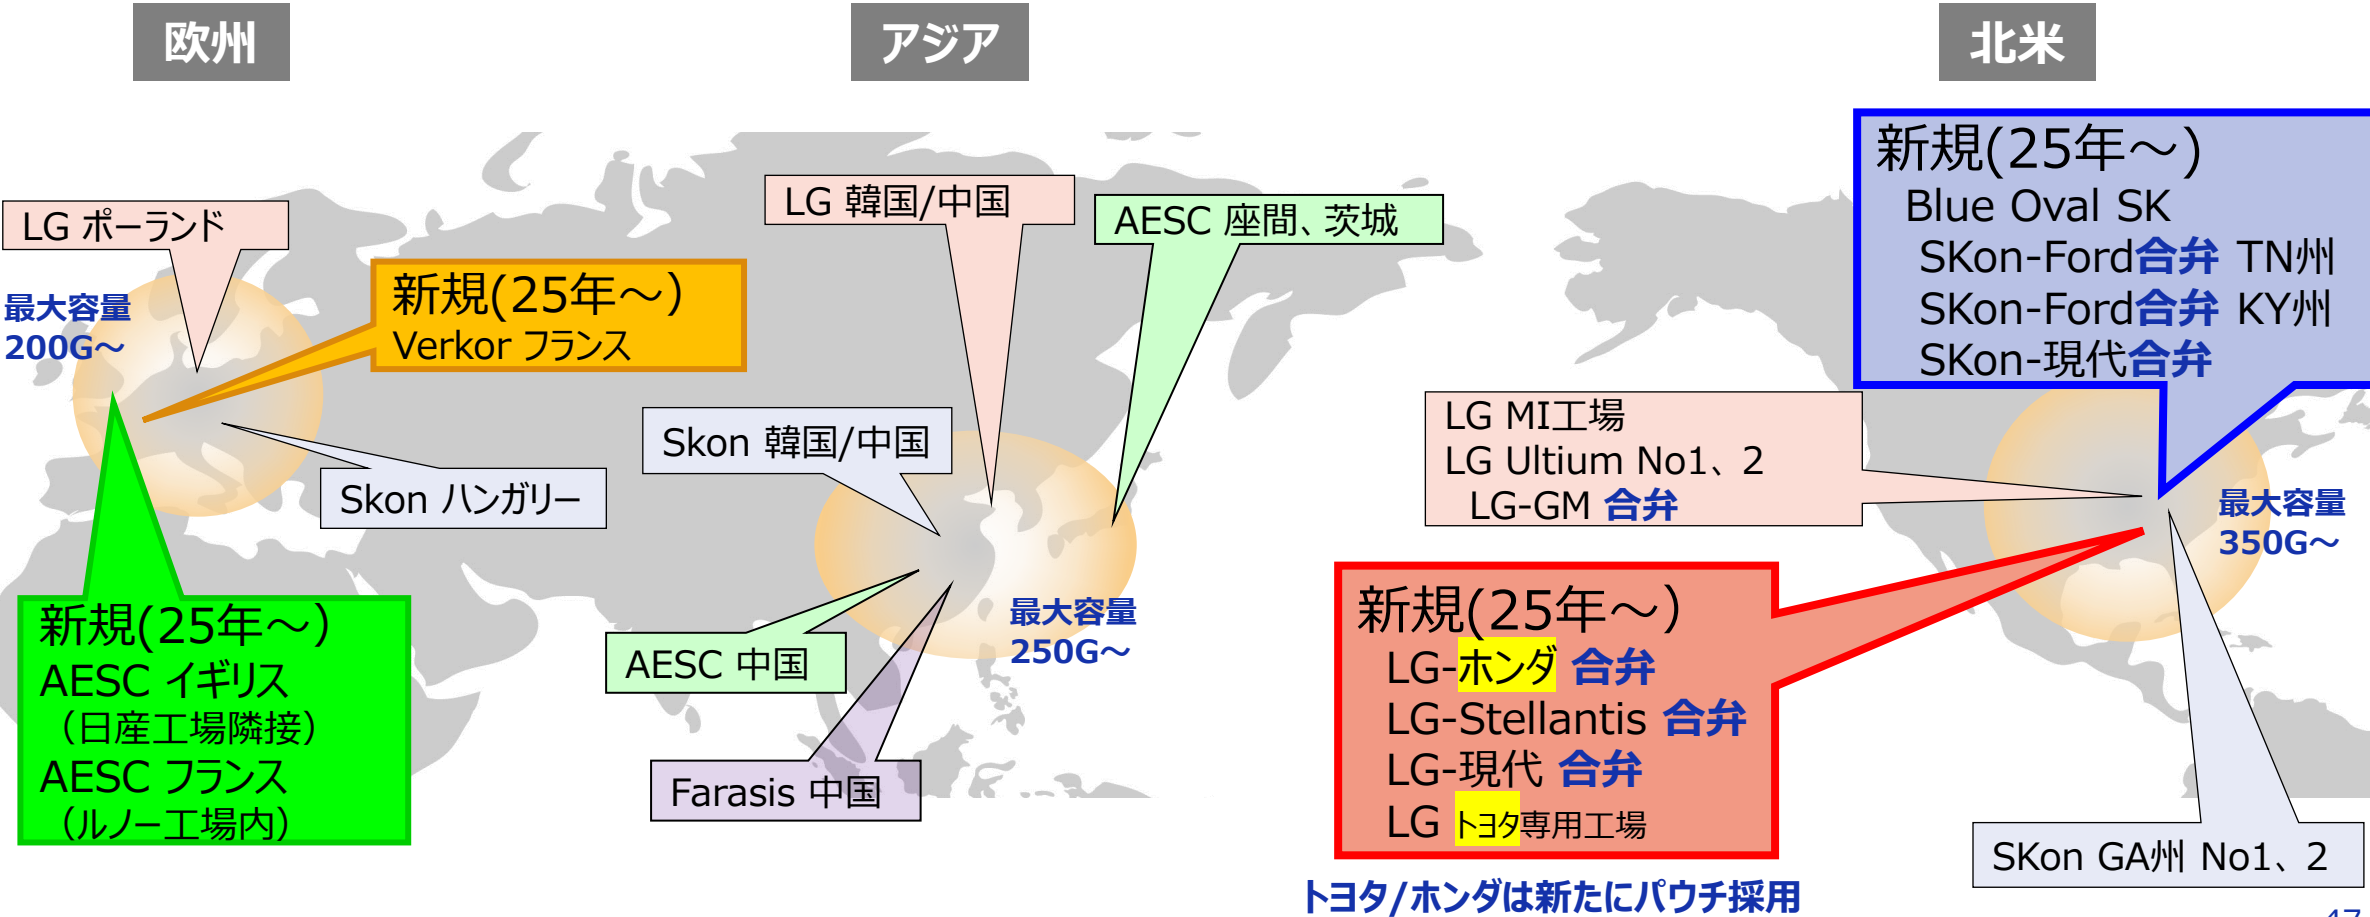 欧州
アジア
北米
LG ポーランド
最大容量
200G～
新規(25年～)
Verkor フランス
Skon ハンガリー
新規(25年～)
AESC イギリス
（日産工場隣接）
AESC フランス
（ルノー工場内）
LG 韓国/中国
AESC 座間、茨城
Skon 韓国/中国
最大容量
250G～
AESC 中国
Farasis 中国
新規(25年～)
Blue Oval SK
SKon-Ford合弁 TN州
SKon-Ford合弁 KY州
SKon-現代合弁
LG MI工場
LG Ultium No1、2
LG-GM 合弁
最大容量
350G～
新規(25年～)
LG-ホンダ 合弁
LG-Stellantis 合弁
LG-現代 合弁
LG トヨタ専用工場
トヨタ/ホンダは新たにパウチ採用
SKon GA州 No1、2